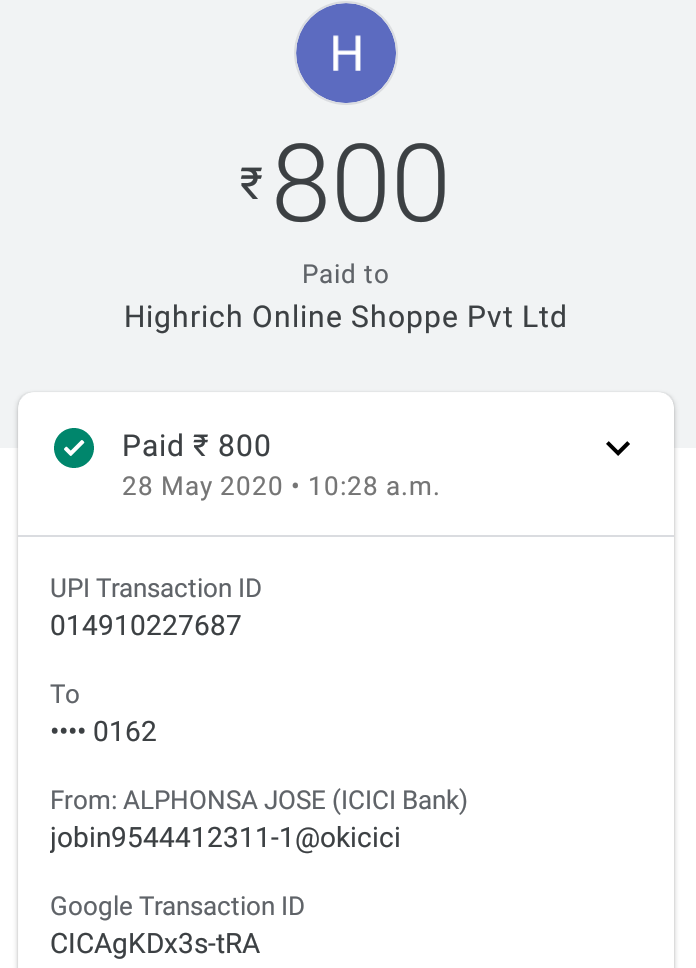 H
₹800
Paid to
Highrich Online Shoppe Pvt Ltd
Paid ₹ 800
28 May 2020 • 10:28 a.m.
UPI Transaction ID
014910227687
To
•••• 0162
From: ALPHONSA JOSE (ICICI Bank)
jobin9544412311-1@okicici
Google Transaction ID
CICAgKDx3s-tRA